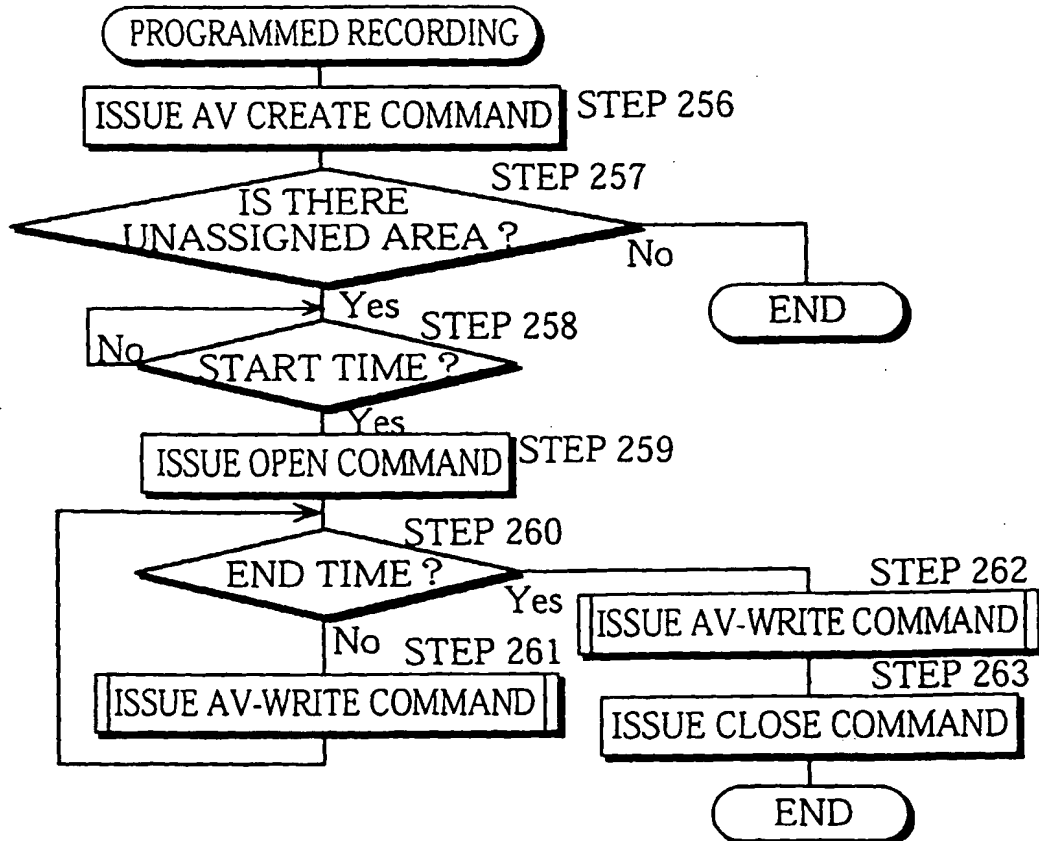 PROGRAMMED RECORDING
ISSUE AV CREATE COMMAND
STEP 256
STEP 257
IS THERE
UNASSIGNED AREA ?
No
END
Yes
STEP 258
No
START TIME ?
Yes
ISSUE OPEN COMMAND
STEP 259
STEP 260
END TIME ?
Yes
No
STEP 261
ISSUE AV-WRITE COMMAND
STEP 262
ISSUE AV-WRITE COMMAND
STEP 263
ISSUE CLOSE COMMAND
END